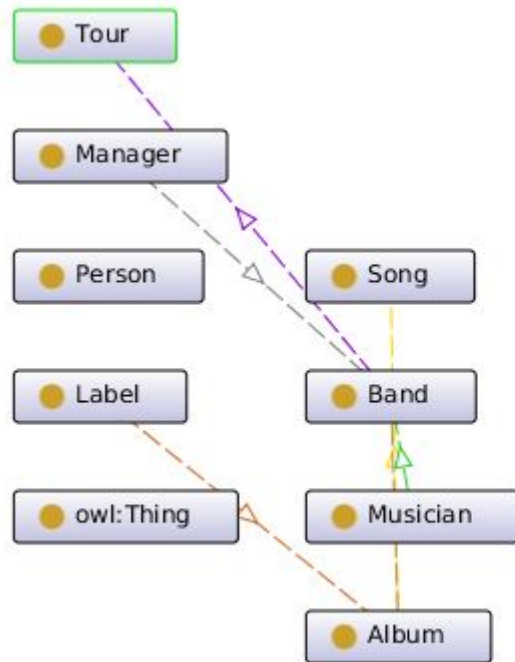 Tour
Manager
Person
Song
Label
Band
owl:Thing
Musician
Album